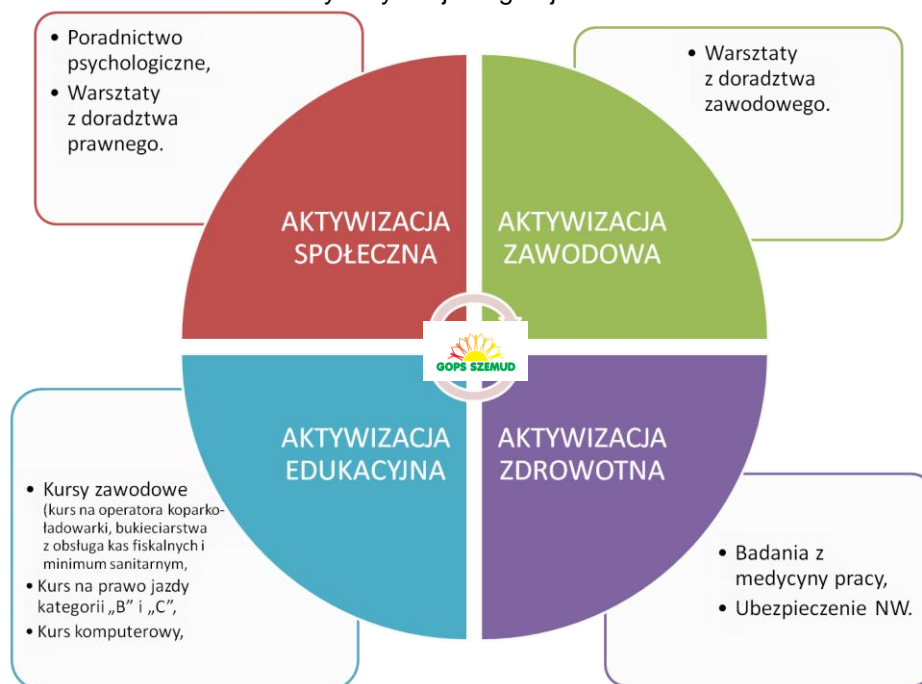 • Poradnictwo
psychologiczne,
• Warsztaty
z doradztwa
prawnego.
• Warsztaty
z doradztwa
zawodowego.
AKTYWIZACJA
SPOŁECZNA
AKTYWIZACJA
ZAWODOWA
GOPS SZEMUD
AKTYWIZACJA
EDUKACYJNA
AKTYWIZACJA
ZDROWOTNA
• Kursy zawodowe
(kurs na operatora koparko-
ładowarki, bukieciarstwa
z obsługa kas fiskalnych i
minimum sanitarnym,
• Kurs na prawo jazdy
kategorii „B” i „C”,
• Kurs komputerowy,
• Badania z
medycyny pracy,
• Ubezpieczenie NW.